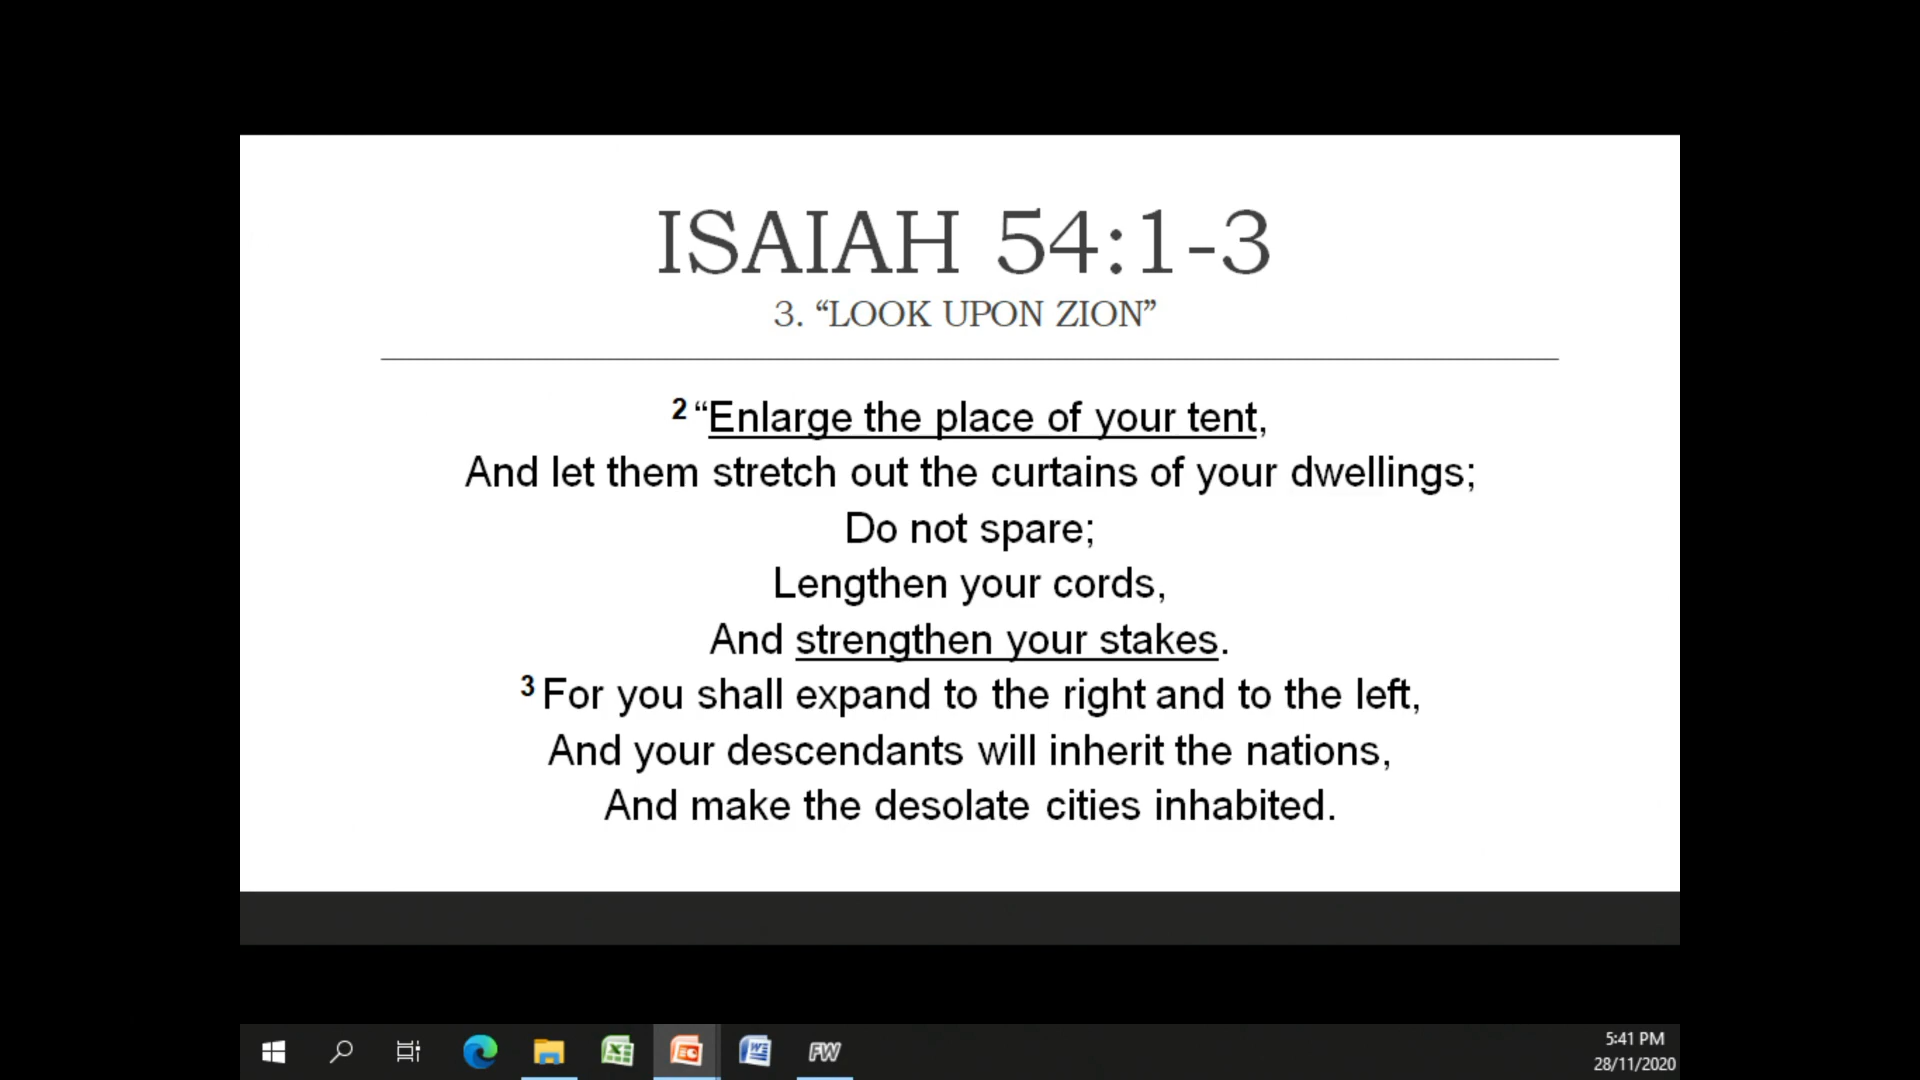 ISAIAH 54:1-3
3. “LOOK UPON ZION”
2 “Enlarge the place of your tent,
And let them stretch out the curtains of your dwellings;
Do not spare;
Lengthen your cords,
And strengthen your stakes.
3 For you shall expand to the right and to the left,
And your descendants will inherit the nations,
And make the desolate cities inhabited.
FW
5:41 PM
28/11/2020